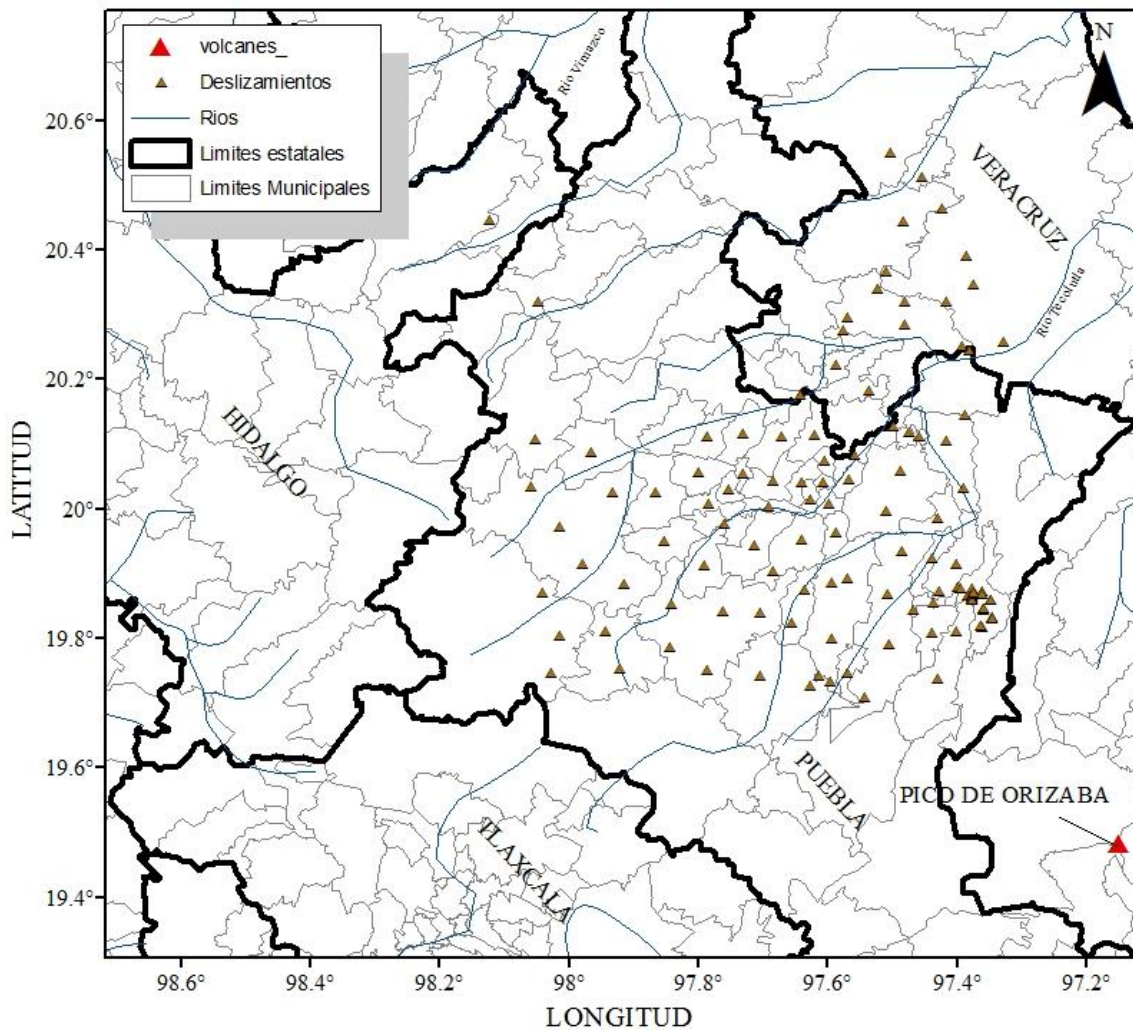 volcanes_
Deslizamientos
Rios
Limites estatales
Limites Municipales
N
Rio Vinazco
VERACRUZ
Rio Tecolutla
HIDALGO
PUEBLA
PICO DE ORIZABA
TLAXCALA
LATITUD
20.6°
20.4°
20.2°
20°
19.8°
19.6°
19.4°
98.6°
98.4°
98.2°
98°
97.8°
97.6°
97.4°
97.2°
LONGITUD